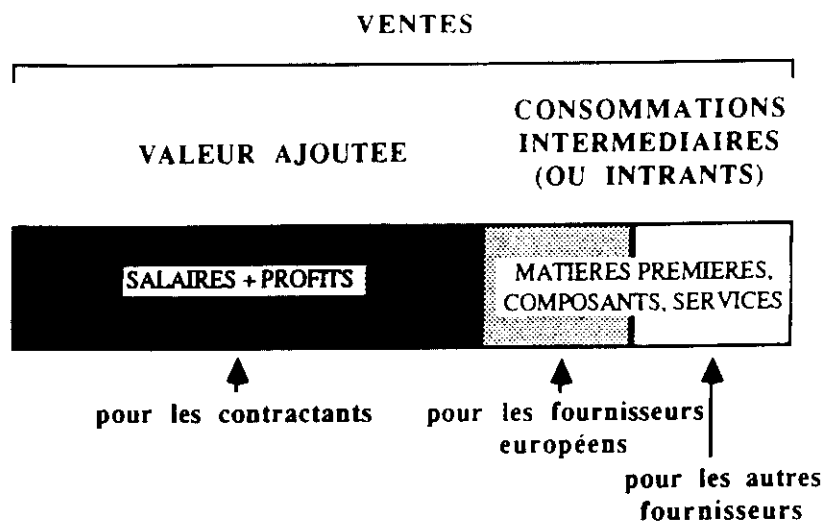 VENTES
CONSOMMATIONS
INTERMEDIAIRES
(OU INTRANTS)
VALEUR AJOUTEE
SALAIRES + PROFITS
MATIERES PREMIERES,
COMPOSANTS, SERVICES
pour les contractants
pour les fournisseurs
européens
pour les autres
fournisseurs